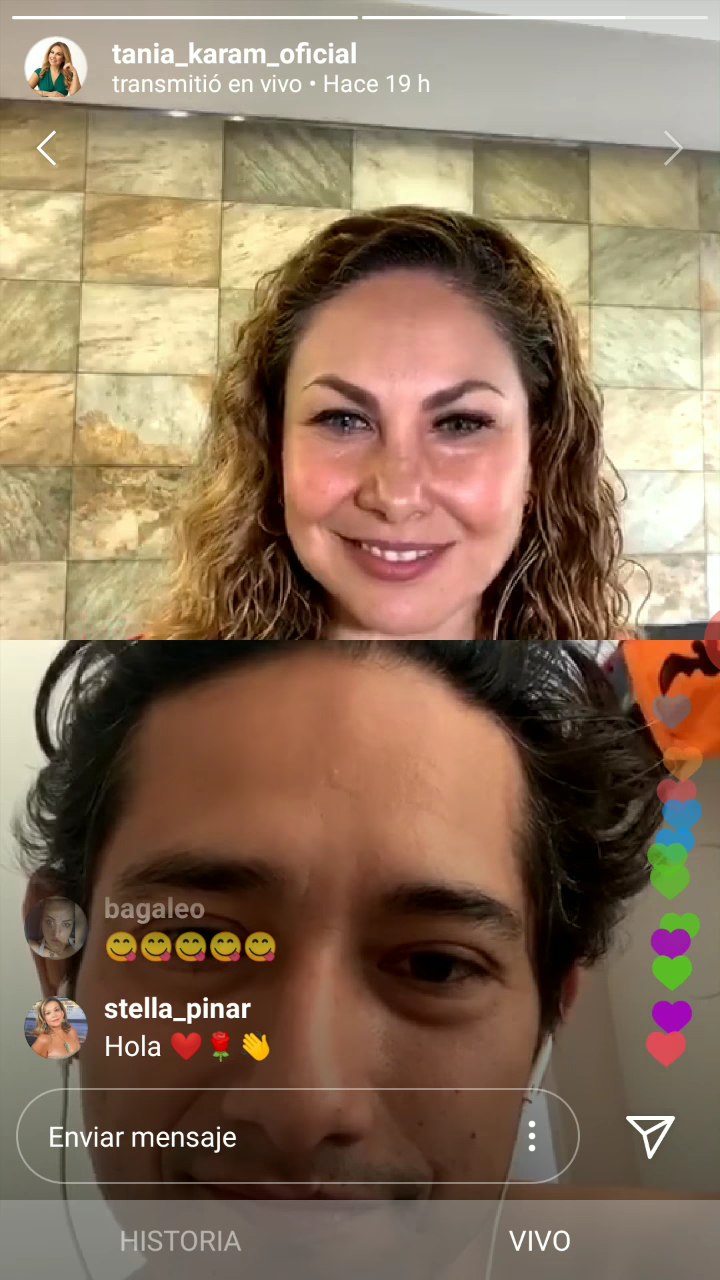 tania_karam_oficial
transmitió en vivo • Hace 19 h
bagaleo
😋😋😋😋😋
stella_pinar
Hola ❤️🌹👋
Enviar mensaje
HISTORIA
VIVO